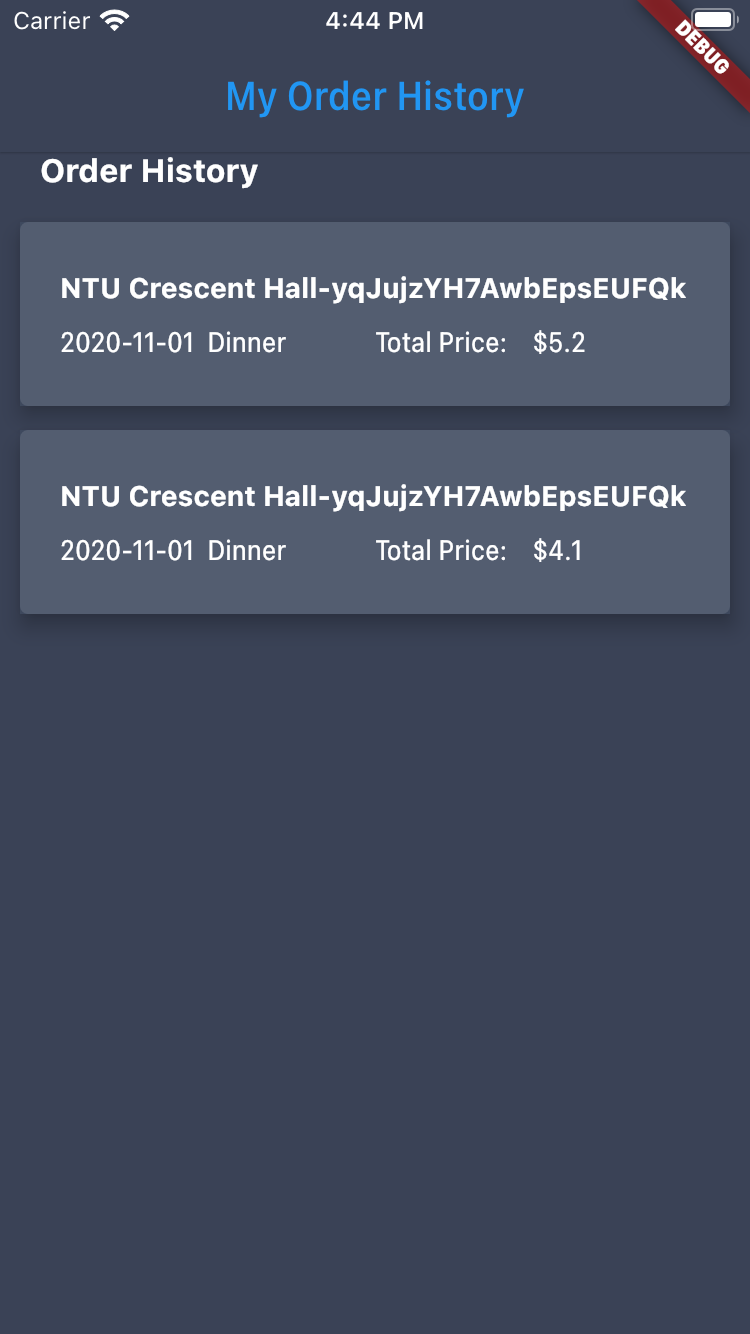 Carrier 4:44 PM
DEBUG
My Order History
Order History
NTU Crescent Hall-yqJujzYH7AwbEpsEUFQk
2020-11-01 Dinner Total Price: $5.2
NTU Crescent Hall-yqJujzYH7AwbEpsEUFQk
2020-11-01 Dinner Total Price: $4.1